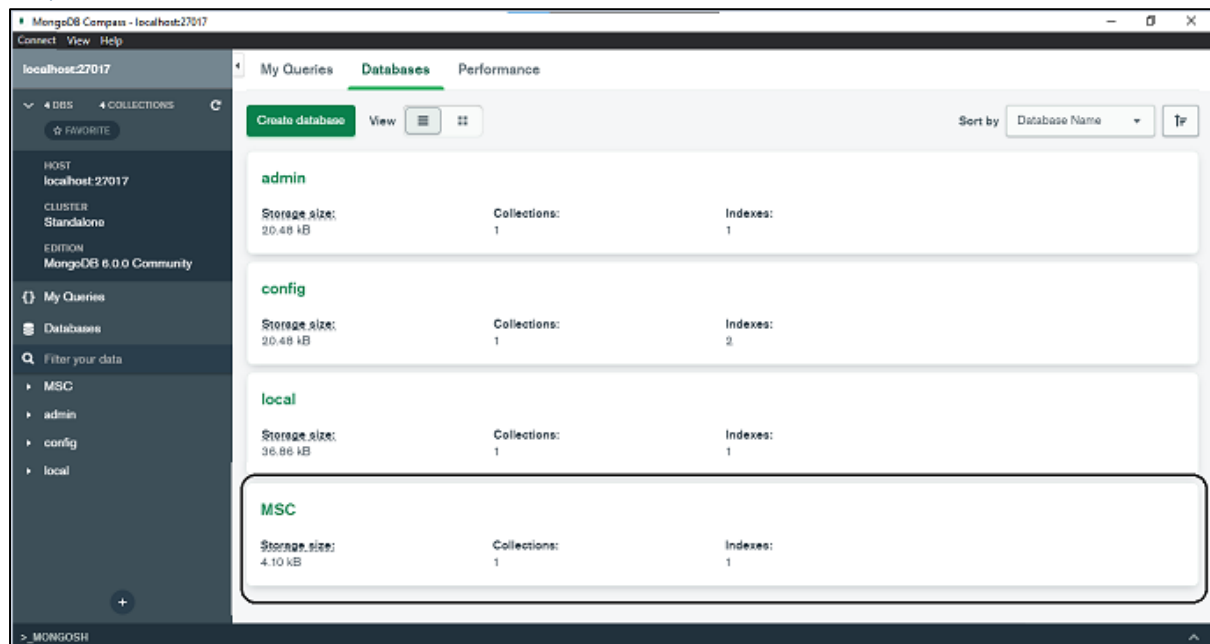 MongoDB Compass - localhost:27017
Connect View Help
localhost:27017
My Queries Databases Performance
4 DBS 4 COLLECTIONS
FAVORITE
Create database View Sort by Database Name
HOST
localhost:27017
CLUSTER
Standalone
EDITION
MongoDB 6.0.0 Community
{} My Queries
Databases
Filter your data
MSC
admin
config
local
admin
Storage size: Collections: Indexes:
20.48 kB 1 1
config
Storage size: Collections: Indexes:
20.48 kB 1 2
local
Storage size: Collections: Indexes:
36.86 kB 1 1
MSC
Storage size: Collections: Indexes:
4.10 kB 1 1
>_MONGOSH